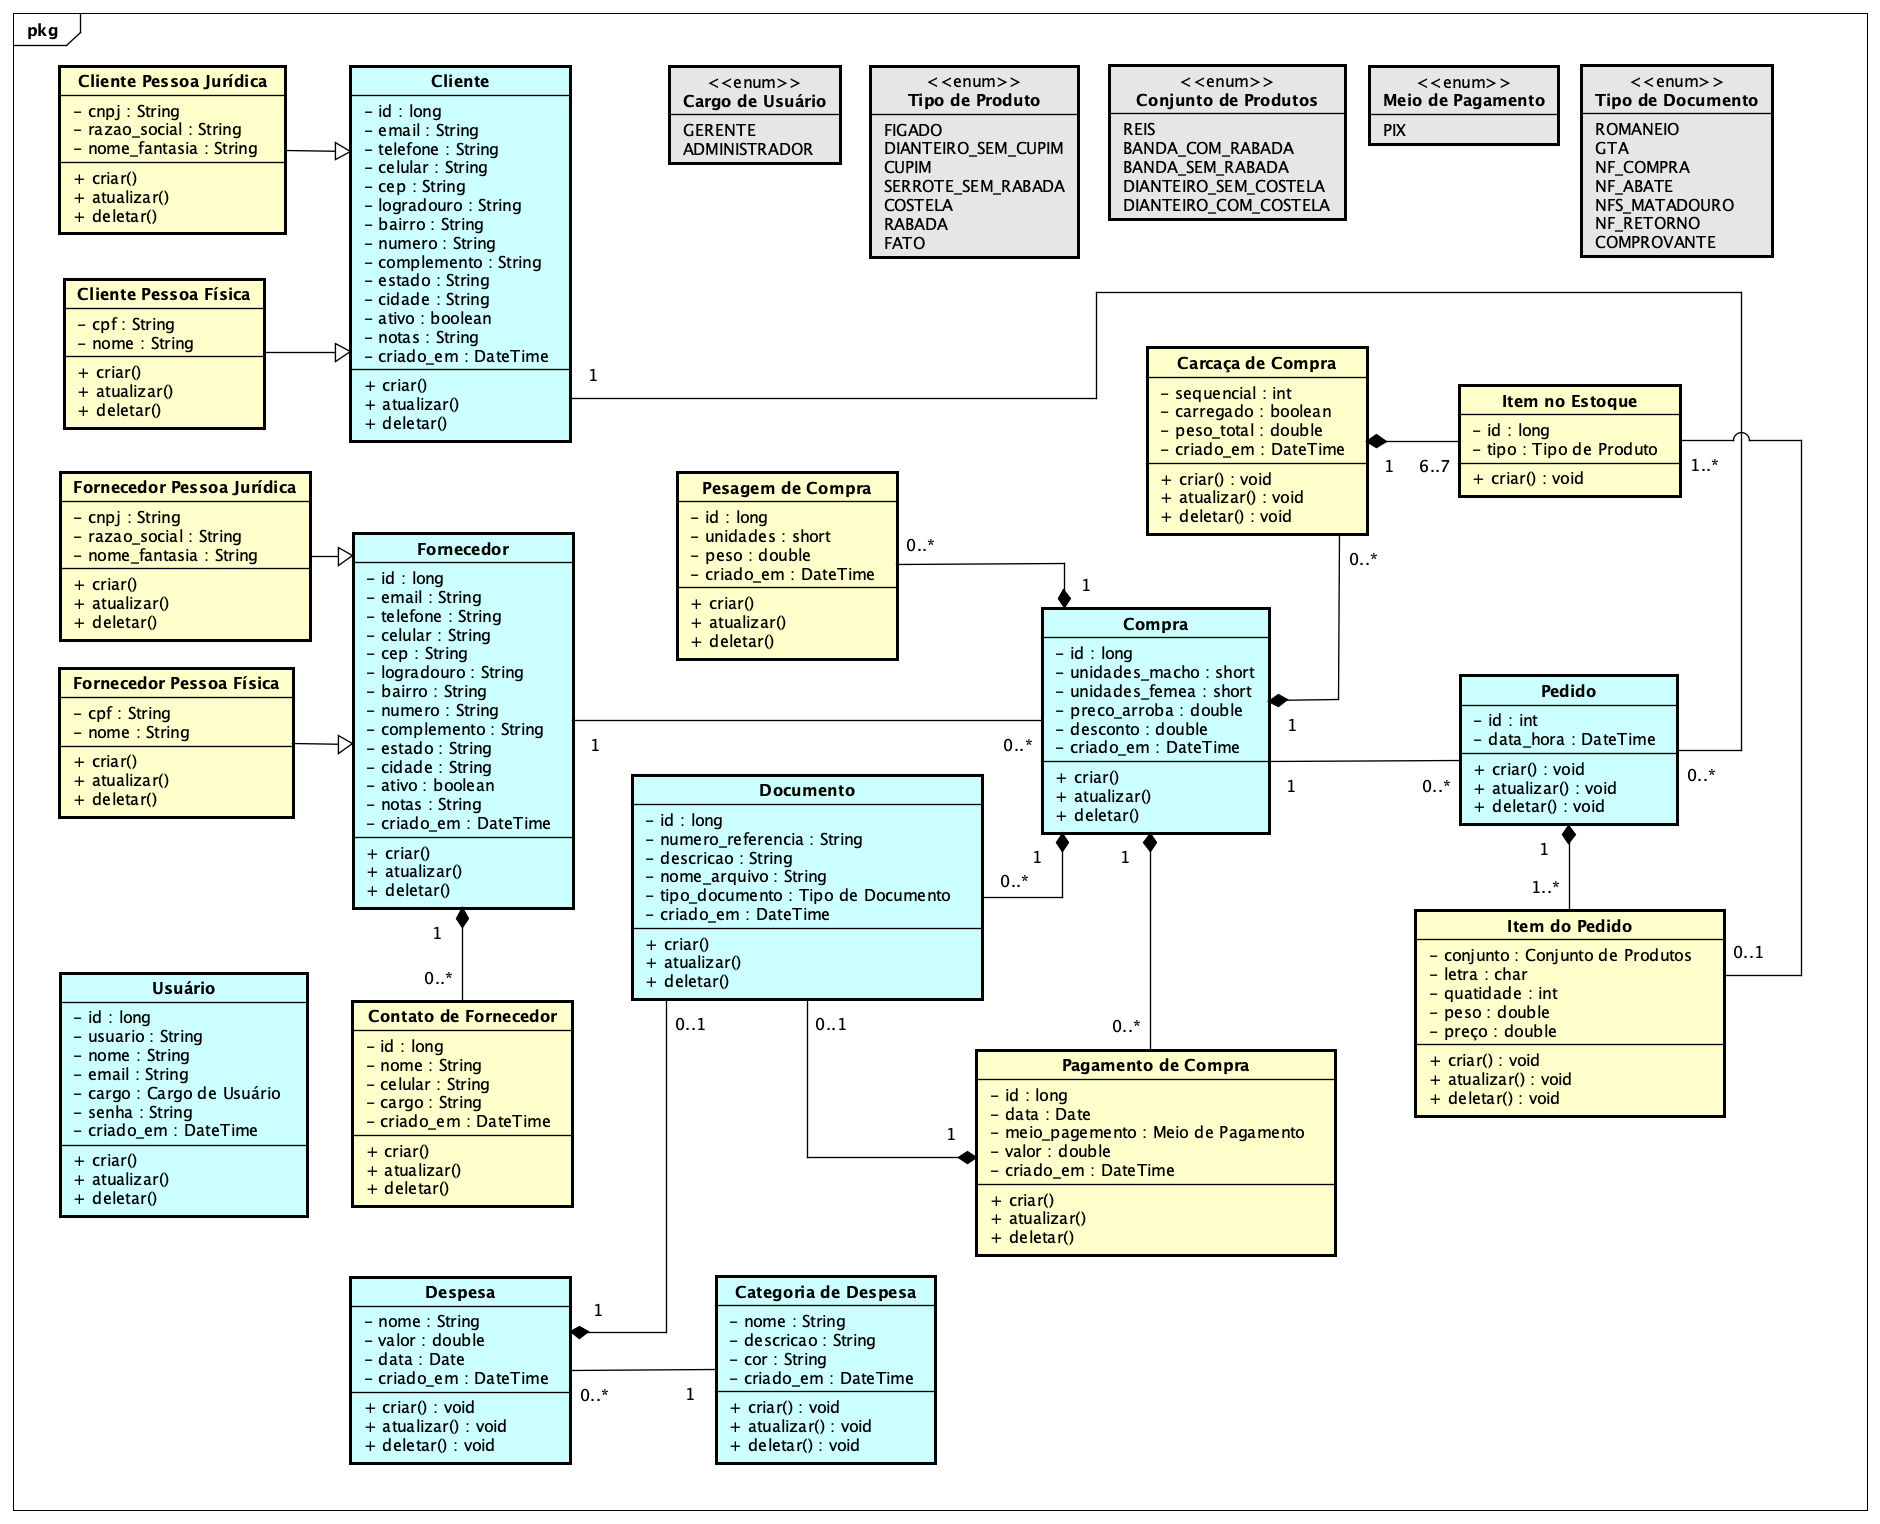 pkg
Cliente Pessoa Jurídica
– cnpj : String
– razao_social : String
– nome_fantasia : String
+ criar()
+ atualizar()
+ deletar()
Cliente
– id : long
– email : String
– telefone : String
– celular : String
– cep : String
– logradouro : String
– bairro : String
– numero : String
– complemento : String
– estado : String
– cidade : String
– ativo : boolean
– notas : String
– criado_em : DateTime
+ criar()
+ atualizar()
+ deletar()
<<enum>>
Cargo de Usuário
GERENTE
ADMINISTRADOR
<<enum>>
Tipo de Produto
FIGADO
DIANTEIRO_SEM_CUPIM
CUPIM
SERROTE_SEM_RABADA
COSTELA
RABADA
FATO
<<enum>>
Conjunto de Produtos
REIS
BANDA_COM_RABADA
BANDA_SEM_RABADA
DIANTEIRO_SEM_COSTELA
DIANTEIRO_COM_COSTELA
<<enum>>
Meio de Pagamento
PIX
<<enum>>
Tipo de Documento
ROMANEIO
GTA
NF_COMPRA
NF_ABATE
NFS_MATADOURO
NF_RETORNO
COMPROVANTE
Cliente Pessoa Física
– cpf : String
– nome : String
+ criar()
+ atualizar()
+ deletar()
1
Carcaça de Compra
– sequencial : int
– carregado : boolean
– peso_total : double
– criado_em : DateTime
+ criar() : void
+ atualizar() : void
+ deletar() : void
1
6..7
Item no Estoque
– id : long
– tipo : Tipo de Produto
+ criar() : void
1..*
0..*
Fornecedor Pessoa Jurídica
– cnpj : String
– razao_social : String
– nome_fantasia : String
+ criar()
+ atualizar()
+ deletar()
Fornecedor
– id : long
– email : String
– telefone : String
– celular : String
– cep : String
– logradouro : String
– bairro : String
– numero : String
– complemento : String
– estado : String
– cidade : String
– ativo : boolean
– notas : String
– criado_em : DateTime
+ criar()
+ atualizar()
+ deletar()
Pesagem de Compra
– id : long
– unidades : short
– peso : double
– criado_em : DateTime
+ criar()
+ atualizar()
+ deletar()
0..*
1
Compra
– id : long
– unidades_macho : short
– unidades_femea : short
– preco_arroba : double
– desconto : double
– criado_em : DateTime
+ criar()
+ atualizar()
+ deletar()
1
1
0..*
Fornecedor Pessoa Física
– cpf : String
– nome : String
+ criar()
+ atualizar()
+ deletar()
1
0..*
Pedido
– id : int
– data_hora : DateTime
+ criar() : void
+ atualizar() : void
+ deletar() : void
0..*
1
1..*
Documento
– id : long
– numero_referencia : String
– descricao : String
– nome_arquivo : String
– tipo_documento : Tipo de Documento
– criado_em : DateTime
+ criar()
+ atualizar()
+ deletar()
1
0..*
1
0..*
Item do Pedido
– conjunto : Conjunto de Produtos
– letra : char
– quatidade : int
– peso : double
– preço : double
+ criar() : void
+ atualizar() : void
+ deletar() : void
0..1
1
0..*
Usuário
– id : long
– usuario : String
– nome : String
– email : String
– cargo : Cargo de Usuário
– senha : String
– criado_em : DateTime
+ criar()
+ atualizar()
+ deletar()
Contato de Fornecedor
– id : long
– nome : String
– celular : String
– cargo : String
– criado_em : DateTime
+ criar()
+ atualizar()
+ deletar()
0..1
0..1
1
Pagamento de Compra
– id : long
– data : Date
– meio_pagemento : Meio de Pagamento
– valor : double
– criado_em : DateTime
+ criar()
+ atualizar()
+ deletar()
Despesa
– nome : String
– valor : double
– data : Date
– criado_em : DateTime
+ criar() : void
+ atualizar() : void
+ deletar() : void
1
0..*
1
Categoria de Despesa
– nome : String
– descricao : String
– cor : String
– criado_em : DateTime
+ criar() : void
+ atualizar() : void
+ deletar() : void